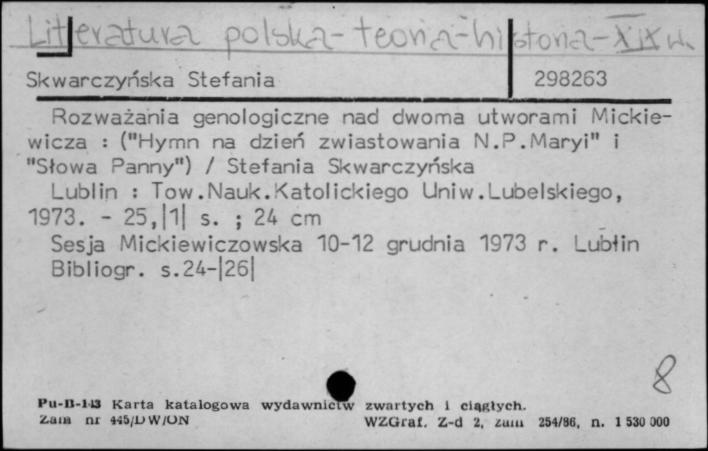 Literatura polska-teoria-historia-XIX w.
Skwarczyńska Stefania 298263
Rozważania genologiczne nad dwoma utworami Mickie-
wicza : ("Hymn na dzień zwiastowania N.P.Maryi" i
"Słowa Panny") / Stefania Skwarczyńska
Lublin : Tow.Nauk.Katolickiego Uniw.Lubelskiego,
1973. - 25,|1| s. ; 24 cm
Sesja Mickiewiczowska 10-12 grudnia 1973 r. Lublin
Bibliogr. s.24-|26|
8
Pu-B-143 Karta katalogowa wydawnictw zwartych i ciągłych.
Zam nr 445/DW/ON WZGraf. Z-d 2, zam 254/86, n. 1 530 000